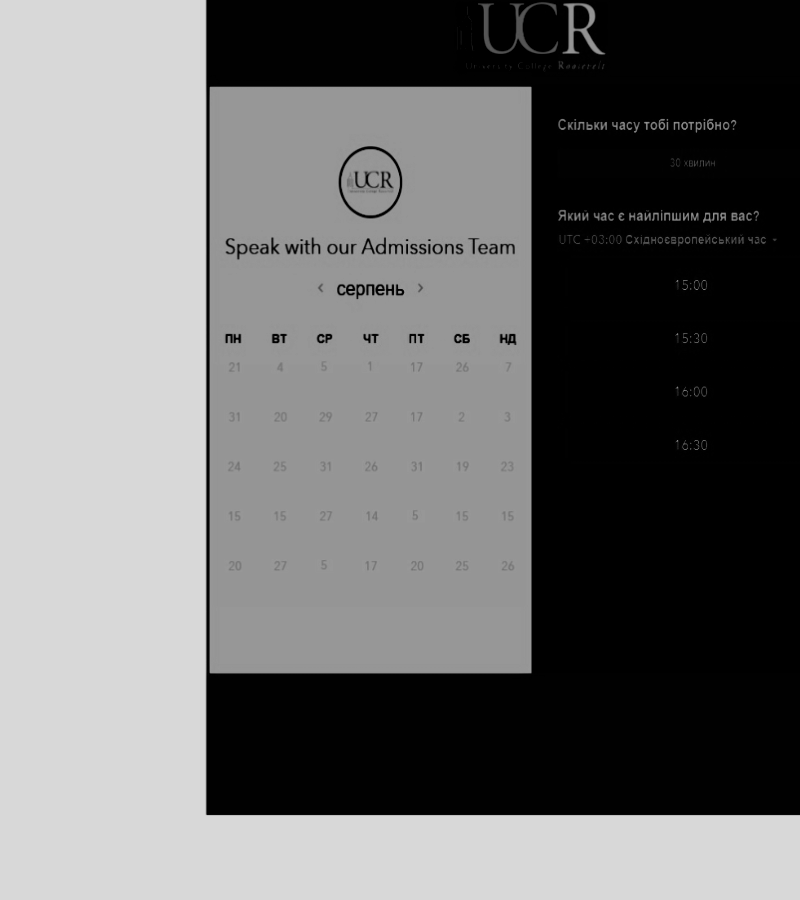 UCR
University College Roosevelt
UCR
Speak with our Admissions Team
‹ серпень ›
ПН ВТ СР ЧТ ПТ СБ НД
21 4 5 1 17 26 7
31 20 29 27 17 2 3
24 25 31 26 31 19 23
15 15 27 14 5 15 15
20 27 5 17 20 25 26
Скільки часу тобі потрібно?
30 хвилин
Який час є найліпшим для вас?
UTC +03:00 Східноєвропейський час
15:00
15:30
16:00
16:30